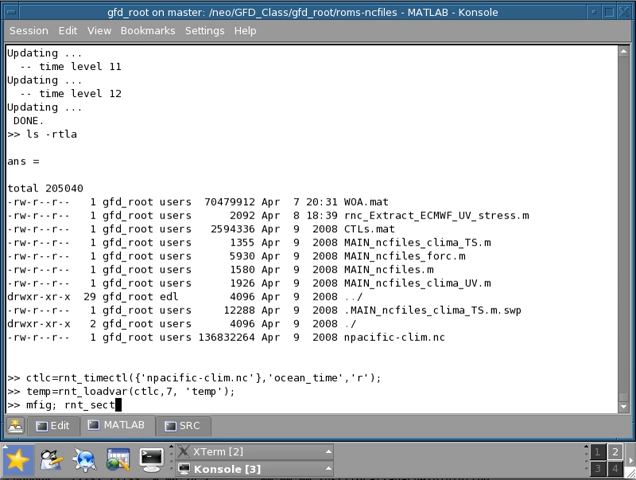 gfd_root on master: /neo/GFD_Class/gfd_root/roms-ncfiles - MATLAB - Konsole
Session Edit View Bookmarks Settings Help
Updating ...
-- time level 11
Updating ...
-- time level 12
Updating ...
DONE.
>> ls -rtla
ans =
total 205040
-rw-r--r-- 1 gfd_root users 70479912 Apr 7 20:31 WOA.mat
-rw-r--r-- 1 gfd_root users 2092 Apr 8 18:39 rnc_Extract_ECMWF_UV_stress.m
-rw-r--r-- 1 gfd_root users 2594336 Apr 9 2008 CTLs.mat
-rw-r--r-- 1 gfd_root users 1355 Apr 9 2008 MAIN_ncfiles_clima_TS.m
-rw-r--r-- 1 gfd_root users 5930 Apr 9 2008 MAIN_ncfiles_forc.m
-rw-r--r-- 1 gfd_root users 1580 Apr 9 2008 MAIN_ncfiles.m
-rw-r--r-- 1 gfd_root users 1926 Apr 9 2008 MAIN_ncfiles_clima_UV.m
drwxr-xr-x 29 gfd_root edl 4096 Apr 9 2008 ../
-rw-r--r-- 1 gfd_root users 12288 Apr 9 2008 .MAIN_ncfiles_clima_TS.m.swp
drwxr-xr-x 2 gfd_root users 4096 Apr 9 2008 ./
-rw-r--r-- 1 gfd_root users 136832264 Apr 9 2008 npacific-clim.nc
>> ctlc=rnt_timectl({'npacific-clim.nc'},'ocean_time','r');
>> temp=rnt_loadvar(ctlc,7, 'temp');
>> mfig; rnt_sect
Edit MATLAB SRC
XTerm [2]
Konsole [3]
1 2
3 4